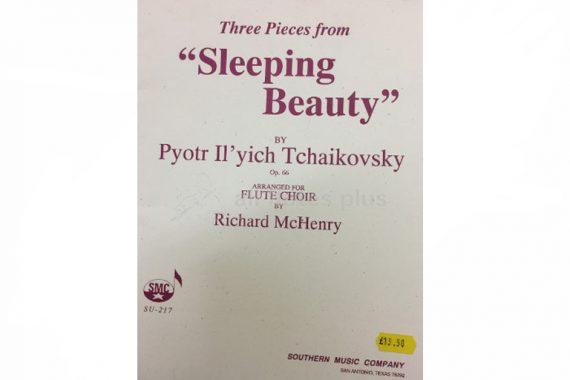 Three Pieces from
“Sleeping
Beauty”
BY
Pyotr Il’yich Tchaikovsky
Op. 66
ARRANGED FOR
FLUTE CHOIR
BY
Richard McHenry
SMC
SU-217
£13.50
SOUTHERN MUSIC COMPANY
SAN ANTONIO, TEXAS 78292